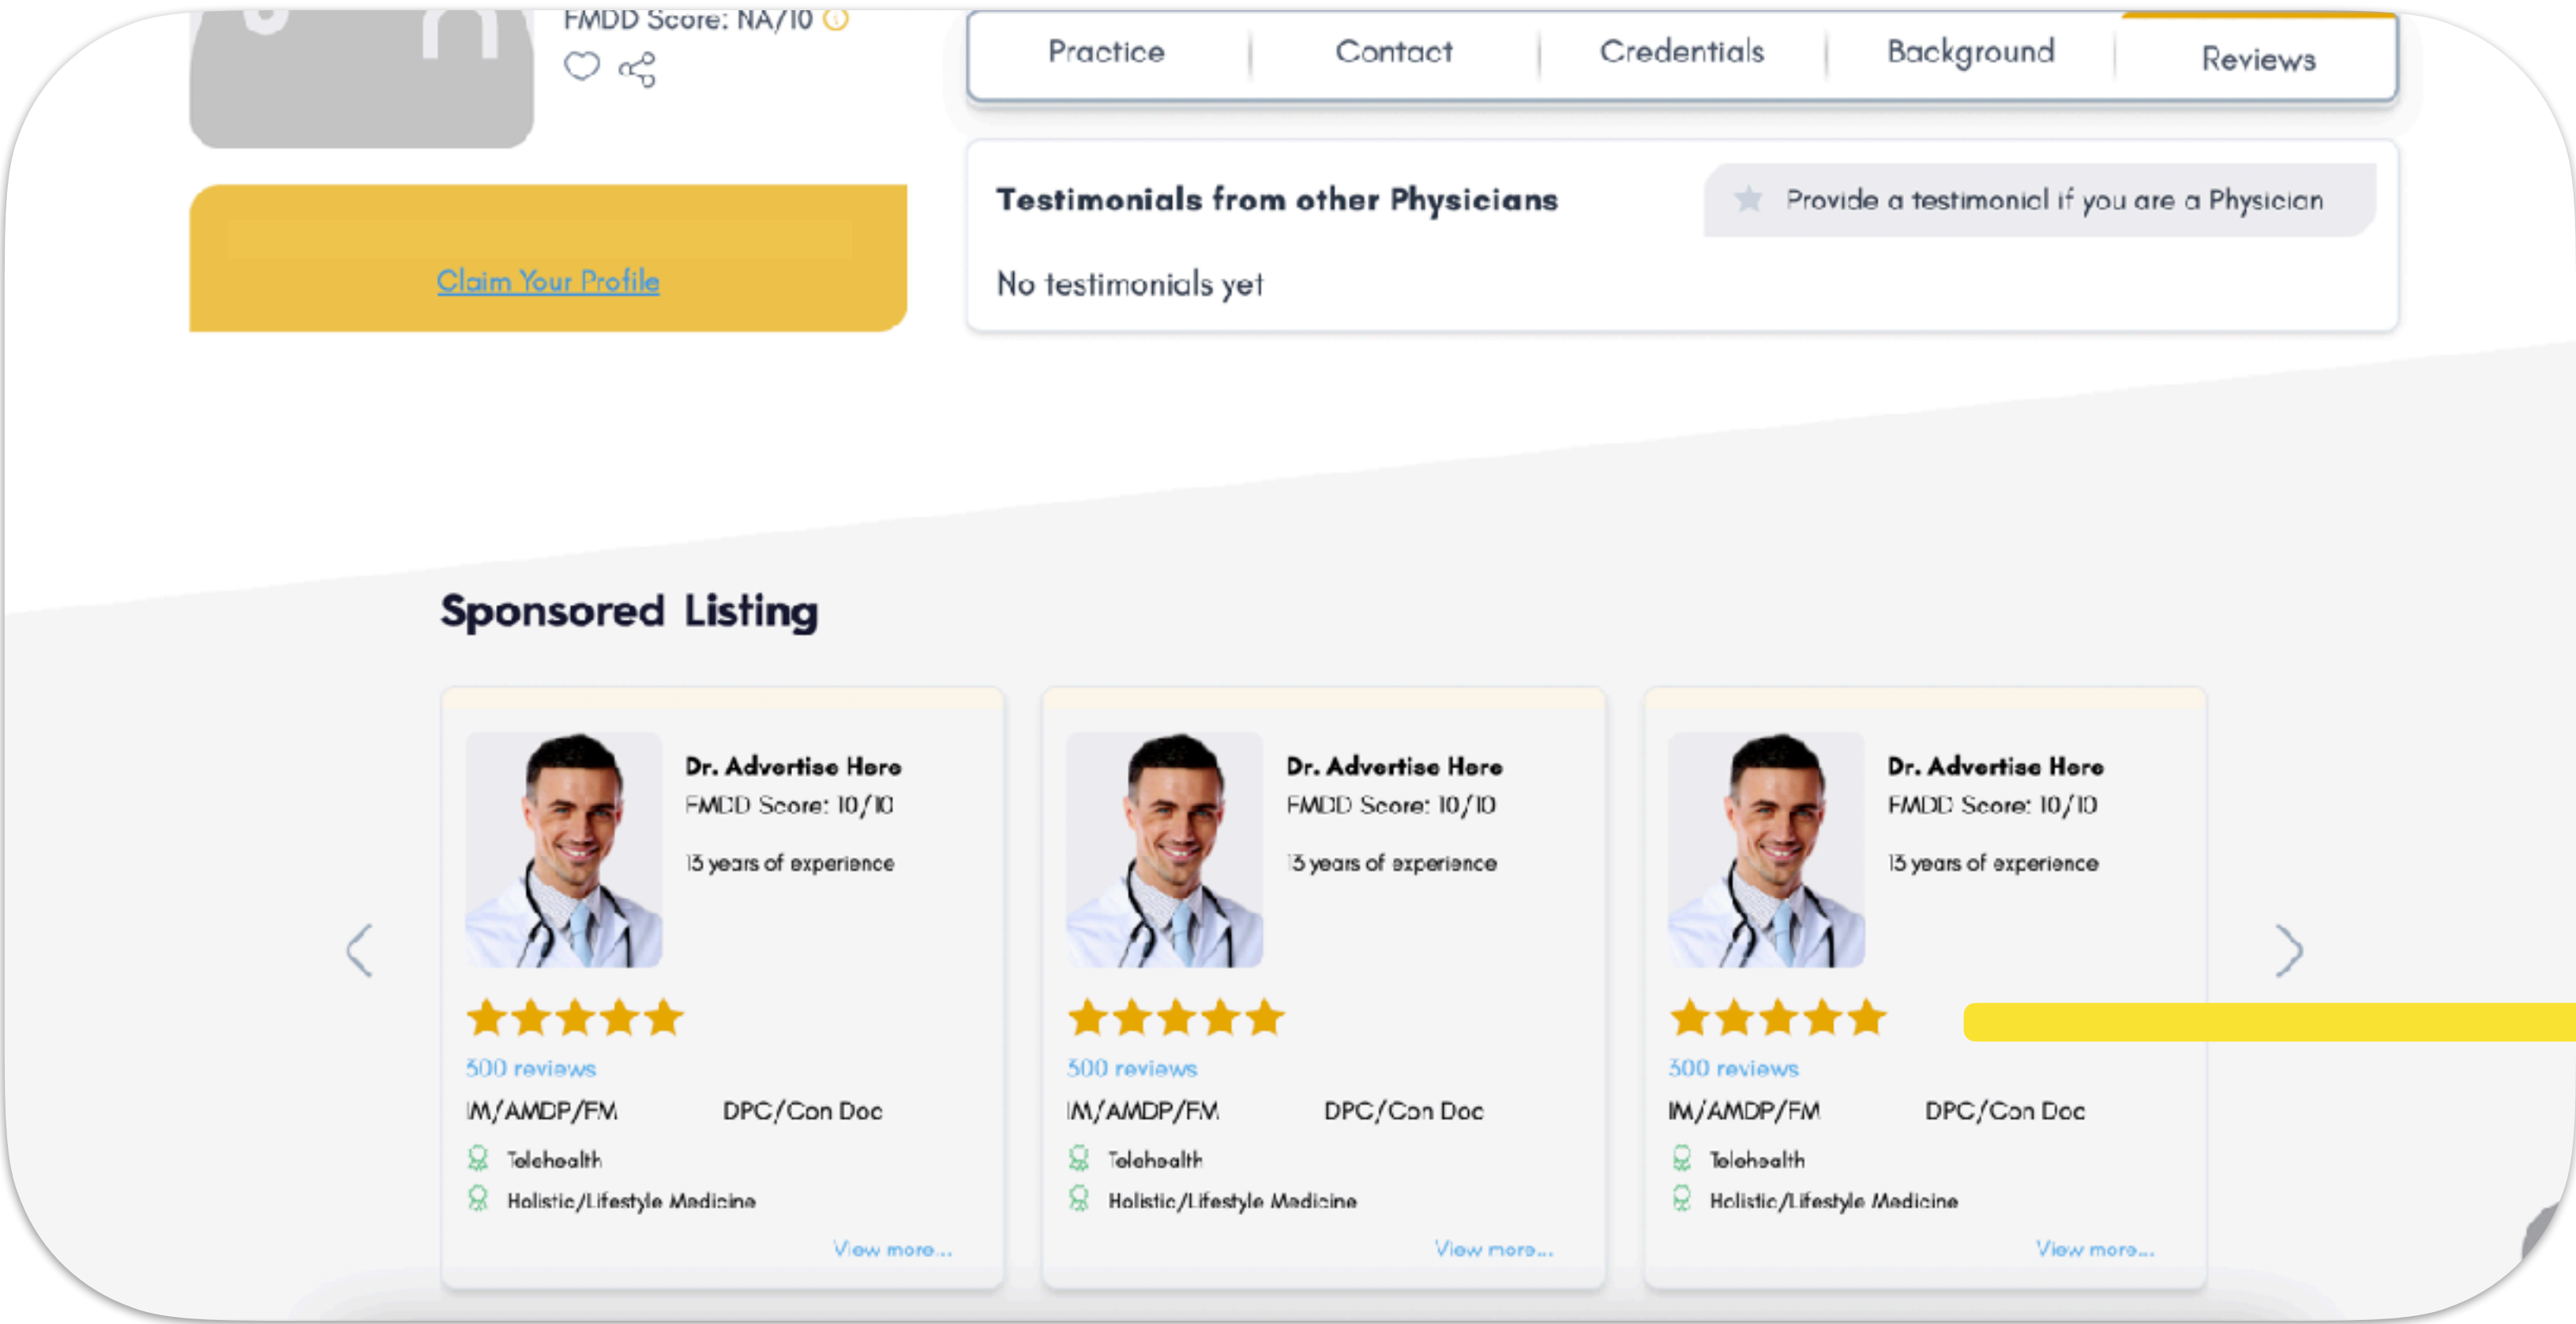 FMDD Score: NA/10
Practice
Contact
Credentials
Background
Reviews
Testimonials from other Physicians
Provide a testimonial if you are a Physician
No testimonials yet
Claim Your Profile
Sponsored Listing
Dr. Advertise Here
FMDD Score: 10/10
13 years of experience
300 reviews
IM/AMDP/FM
DPC/Con Doc
Telehealth
Holistic/Lifestyle Medicine
View more...
Dr. Advertise Here
FMDD Score: 10/10
13 years of experience
300 reviews
IM/AMDP/FM
DPC/Con Doc
Telehealth
Holistic/Lifestyle Medicine
View more...
Dr. Advertise Here
FMDD Score: 10/10
13 years of experience
300 reviews
IM/AMDP/FM
DPC/Con Doc
Telehealth
Holistic/Lifestyle Medicine
View more...